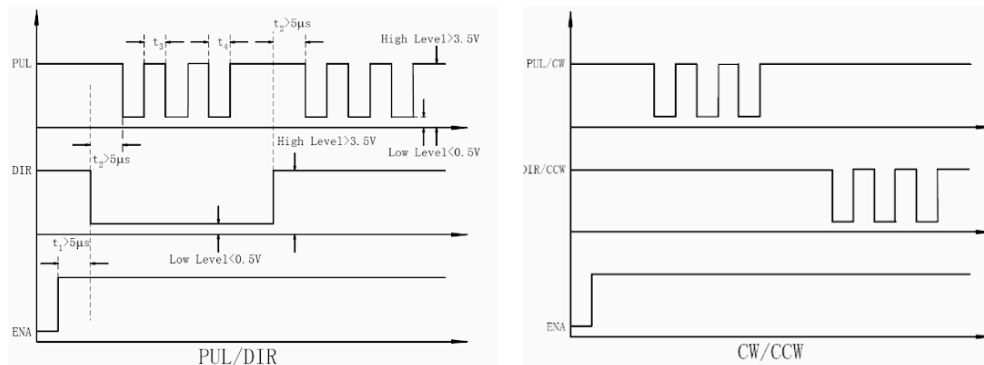 t2>5μs
t3
t4
High Level>3.5V
PUL
t2>5μs
High Level>3.5V
Low Level<0.5V
DIR
t1>5μs
Low Level<0.5V
ENA
PUL/DIR
PUL/CW
DIR/CCW
ENA
CW/CCW